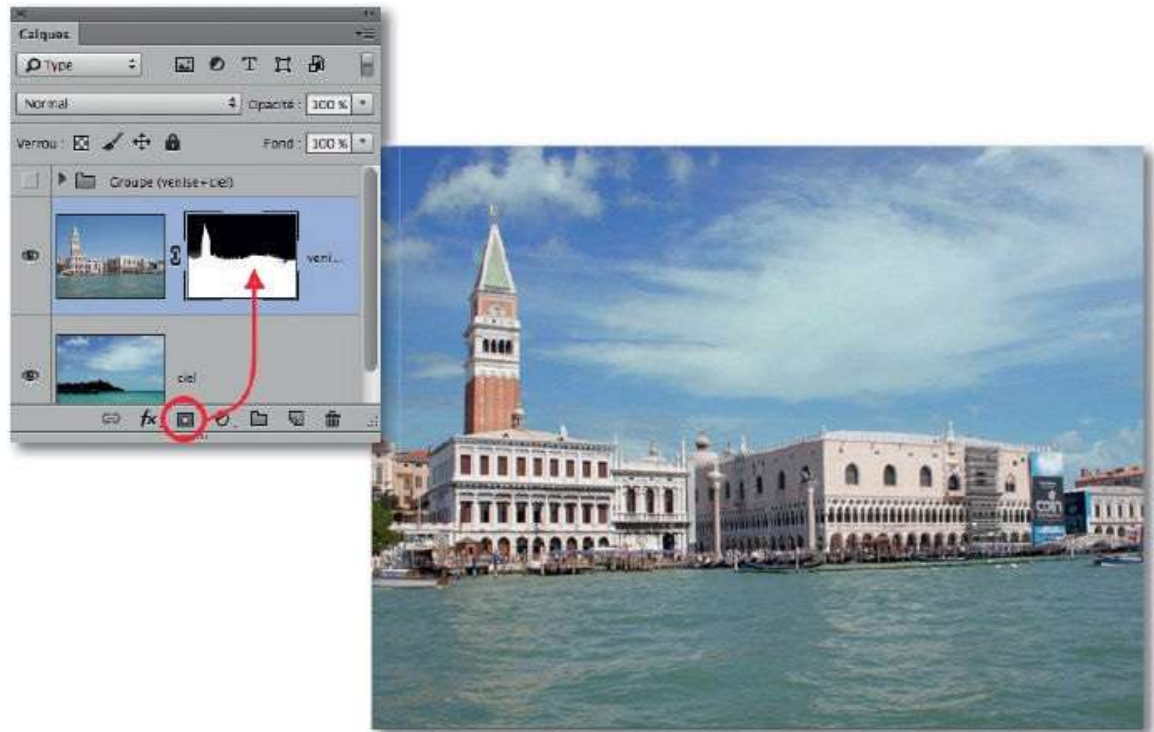 Calques
Type
Normal
Opacité : 100 %
Verrou :
Fond : 100 %
Groupe (venise+ciel)
veni...
ciel
fx
coin